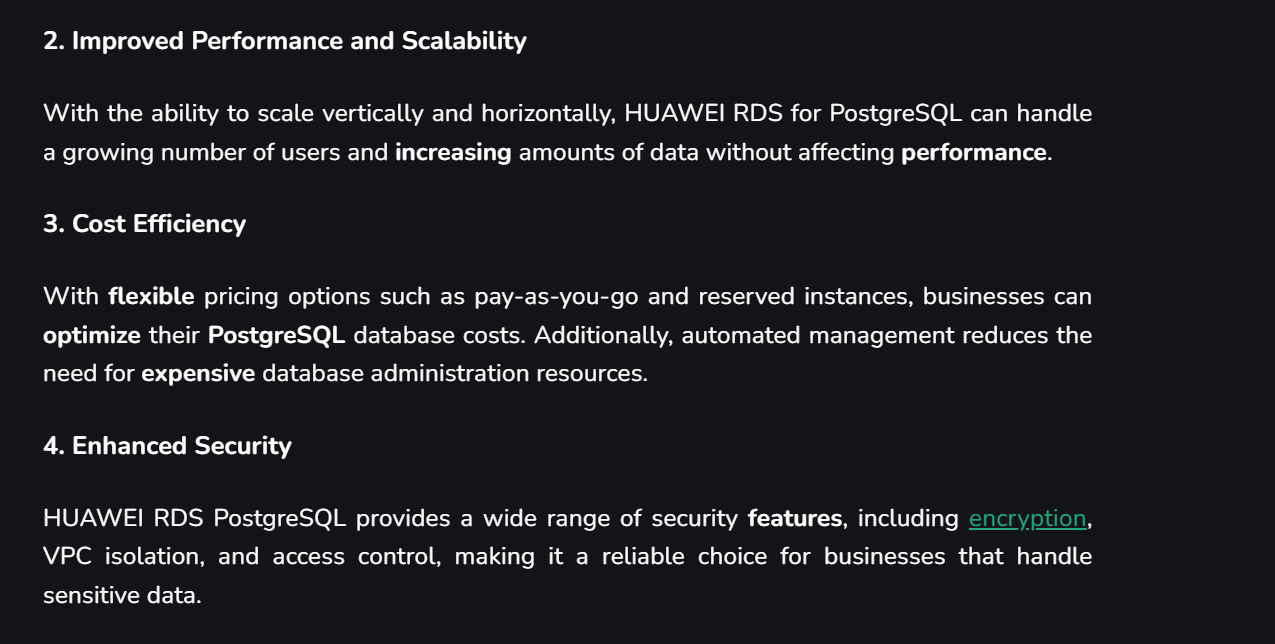 2. Improved Performance and Scalability
With the ability to scale vertically and horizontally, HUAWEI RDS for PostgreSQL can handle
a growing number of users and increasing amounts of data without affecting performance.
3. Cost Efficiency
With flexible pricing options such as pay-as-you-go and reserved instances, businesses can
optimize their PostgreSQL database costs. Additionally, automated management reduces the
need for expensive database administration resources.
4. Enhanced Security
HUAWEI RDS PostgreSQL provides a wide range of security features, including encryption,
VPC isolation, and access control, making it a reliable choice for businesses that handle
sensitive data.